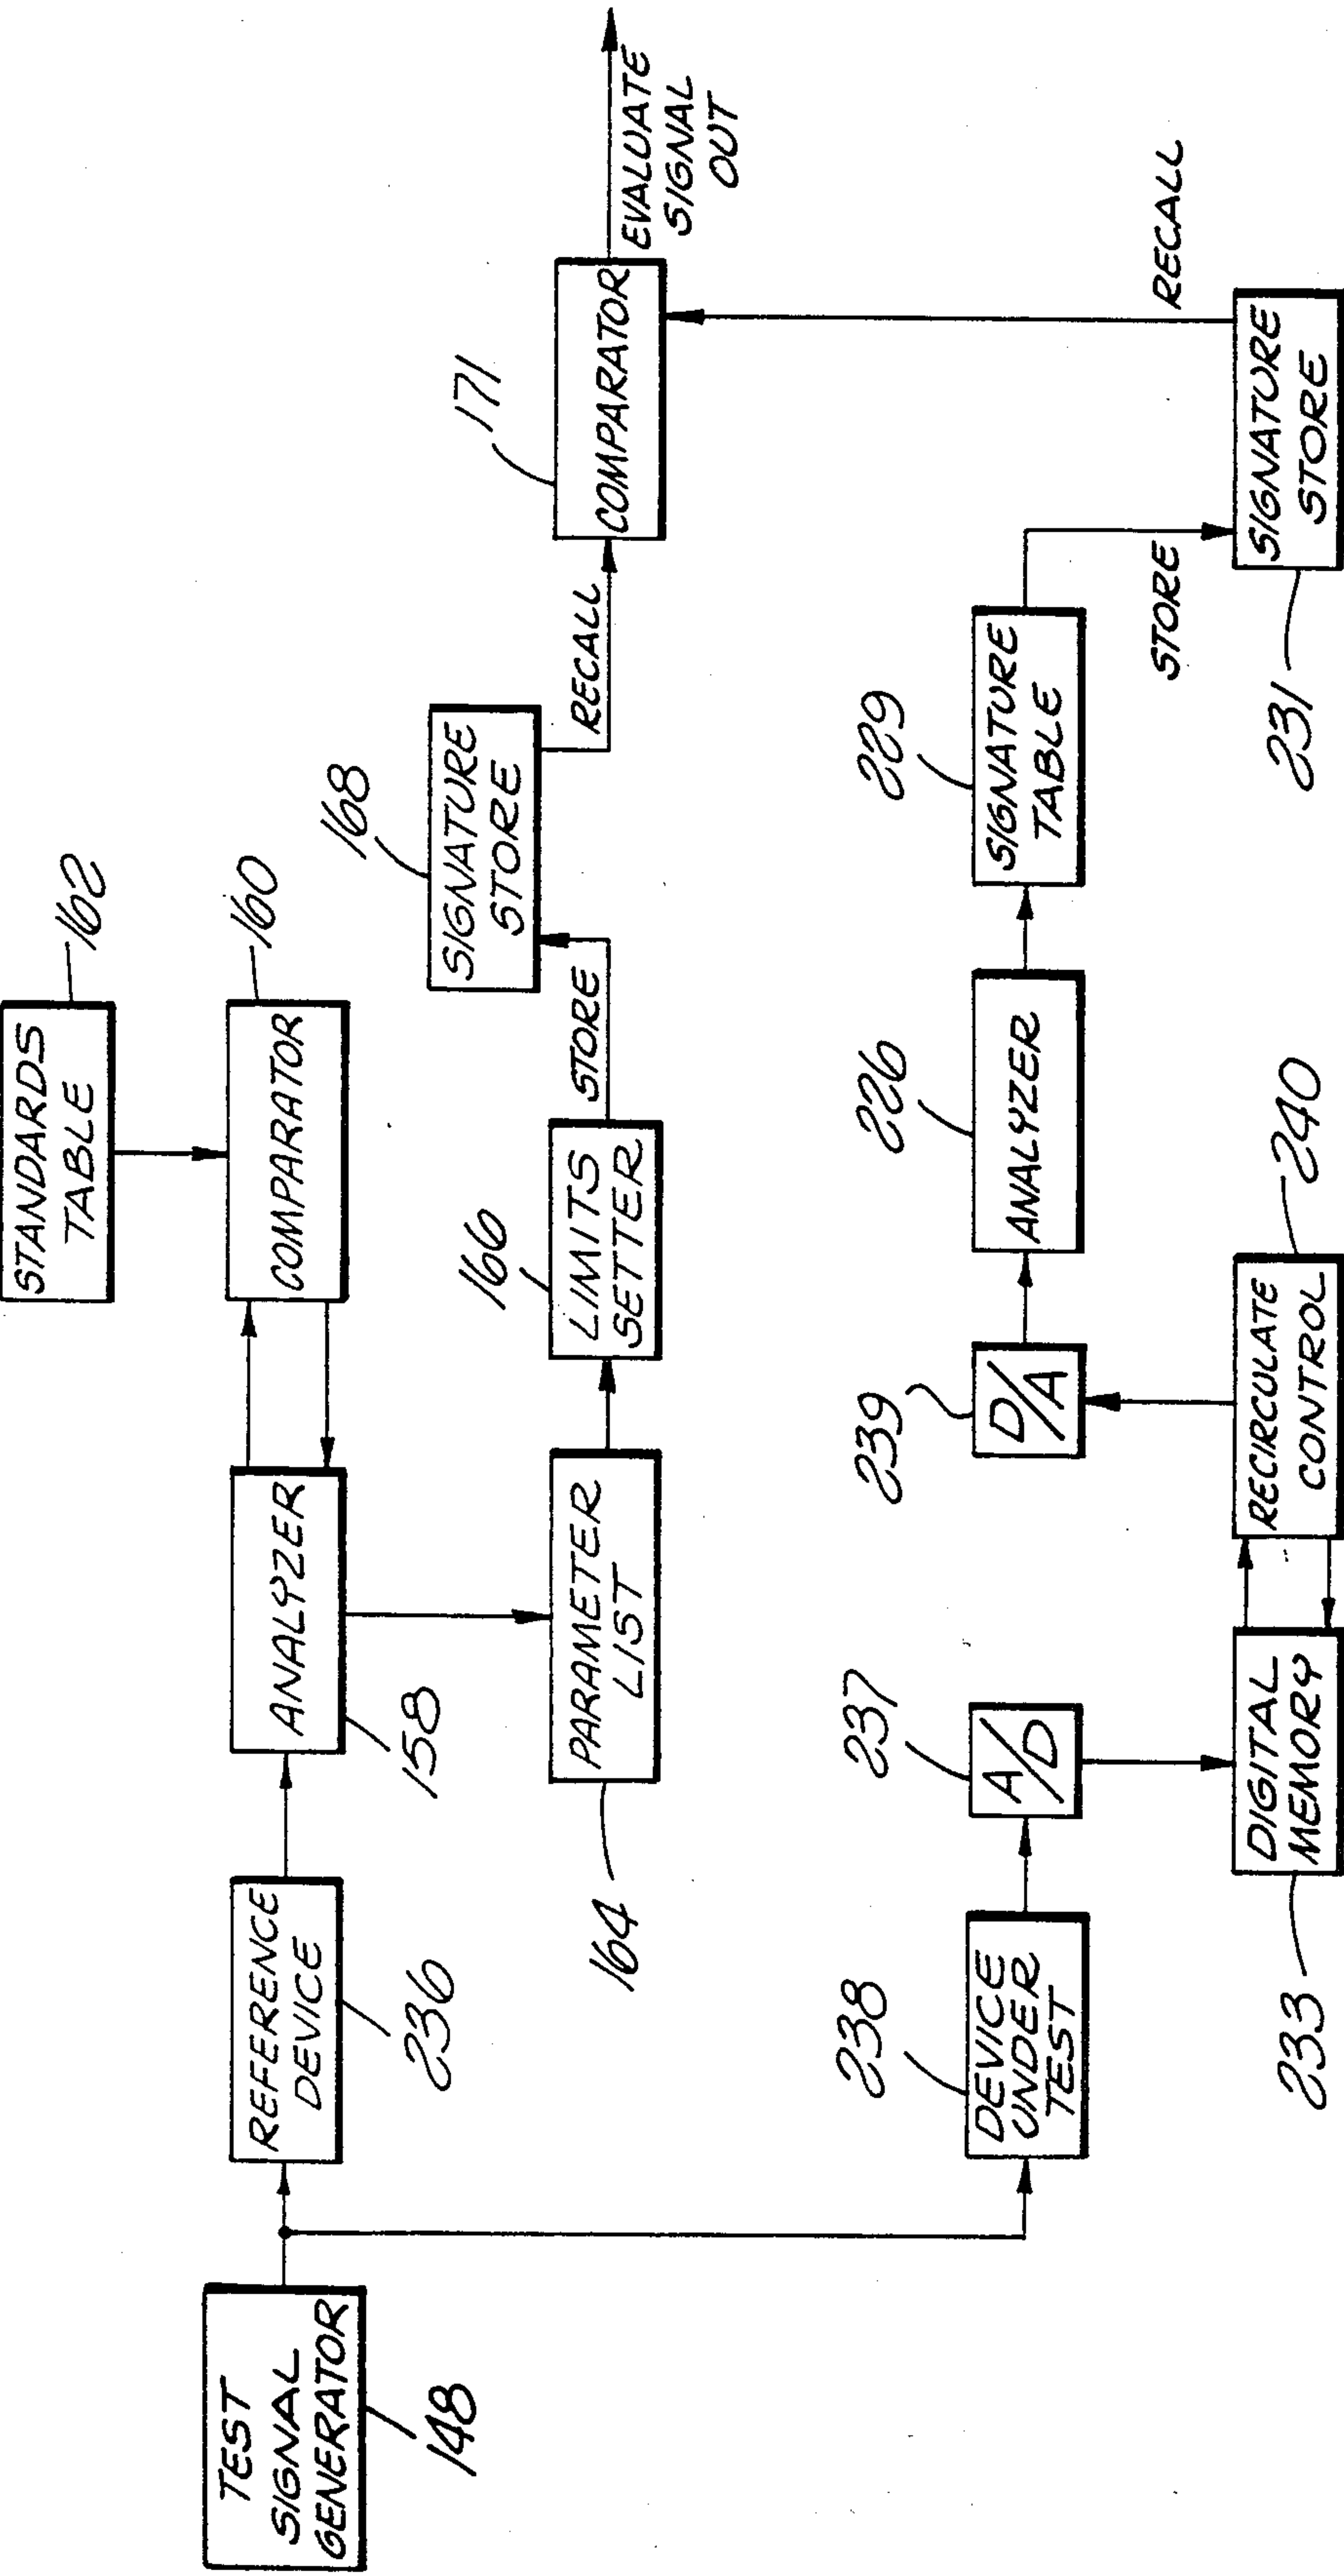 STANDARDS
TABLE
162
COMPARATOR
160
TEST
SIGNAL
GENERATOR
148
REFERENCE
DEVICE
236
ANALYZER
158
PARAMETER
LIST
164
LIMITS
SETTER
166
STORE
SIGNATURE
STORE
168
RECALL
COMPARATOR
171
EVALUATE
SIGNAL
OUT
DEVICE
UNDER
TEST
238
A/D
237
DIGITAL
MEMORY
233
RECIRCULATE
CONTROL
240
D/A
239
ANALYZER
226
SIGNATURE
TABLE
229
STORE
SIGNATURE
STORE
231
RECALL